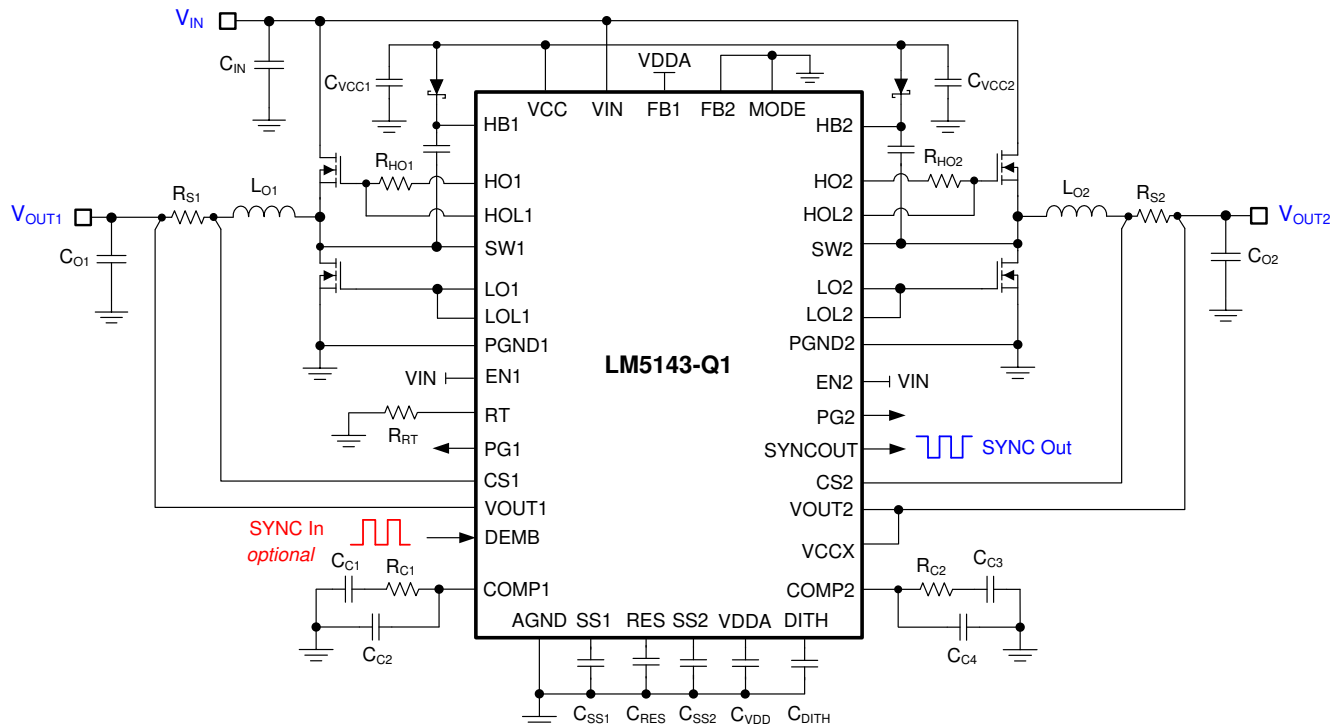 VIN
CIN
CVCC1
VDDA
CVCC2
VCC VIN FB1 FB2 MODE
HB1
HB2
RHO1
HO1
HO2
RHO2
HOL1
HOL2
VOUT1
RS1
LO1
LO2
RS2
VOUT2
SW1
SW2
CO1
CO2
LO1
LO2
LOL1
LOL2
PGND1
PGND2
LM5143-Q1
VIN
EN1
EN2
VIN
RT
RRT
PG2
PG1
SYNCOUT
SYNC Out
CS1
CS2
VOUT1
VOUT2
SYNC In
optional
DEMB
VCCX
CC1
RC1
COMP1
COMP2
RC2
CC3
CC2
CC4
AGND SS1 RES SS2 VDDA DITH
CSS1 CRES CSS2 CVDD CDITH